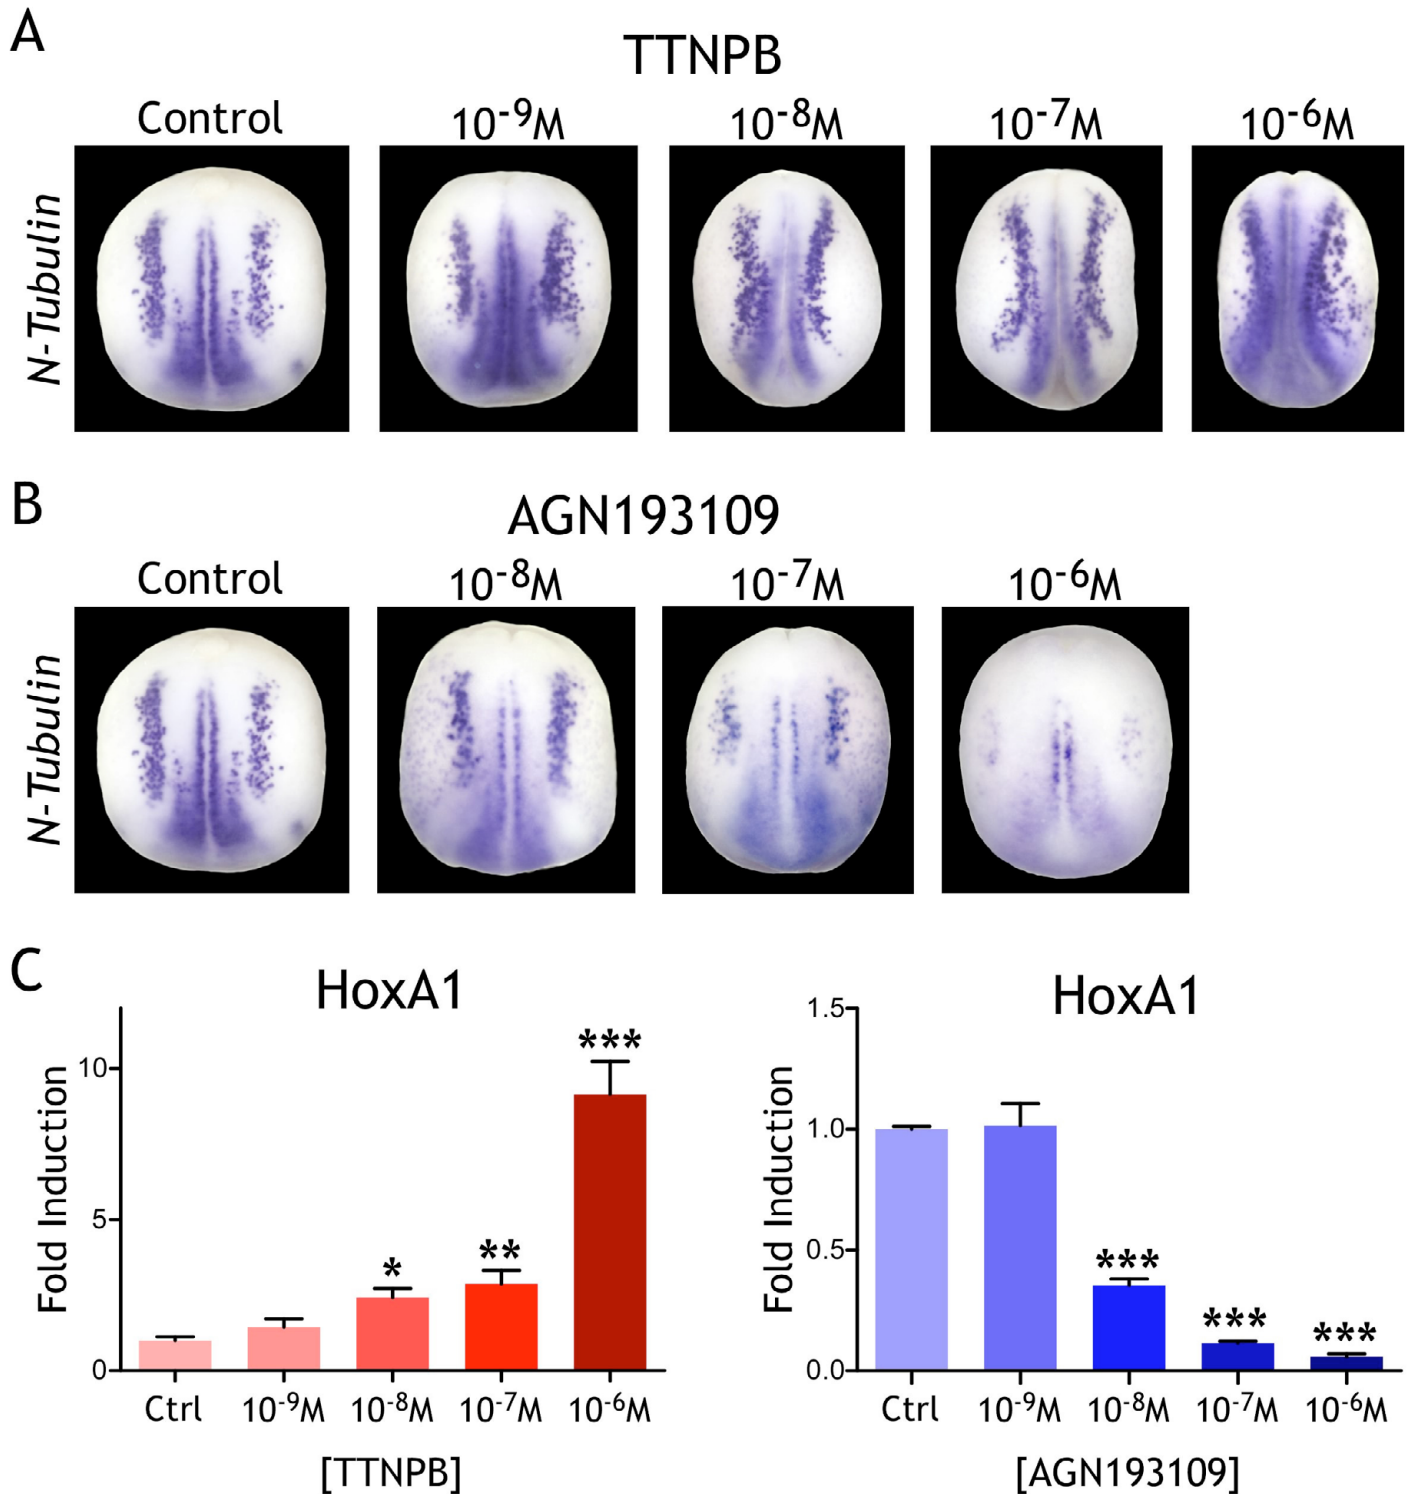 A
TTNPB
Control 10-9M 10-8M 10-7M 10-6M
N-Tubulin
B
AGN193109
Control 10-8M 10-7M 10-6M
N-Tubulin
C
HoxA1
Fold Induction
10
5
0
***
**
*
Ctrl 10-9M 10-8M 10-7M 10-6M
[TTNPB]
HoxA1
Fold Induction
1.5
1.0
0.5
0.0
***
***
***
Ctrl 10-9M 10-8M 10-7M 10-6M
[AGN193109]